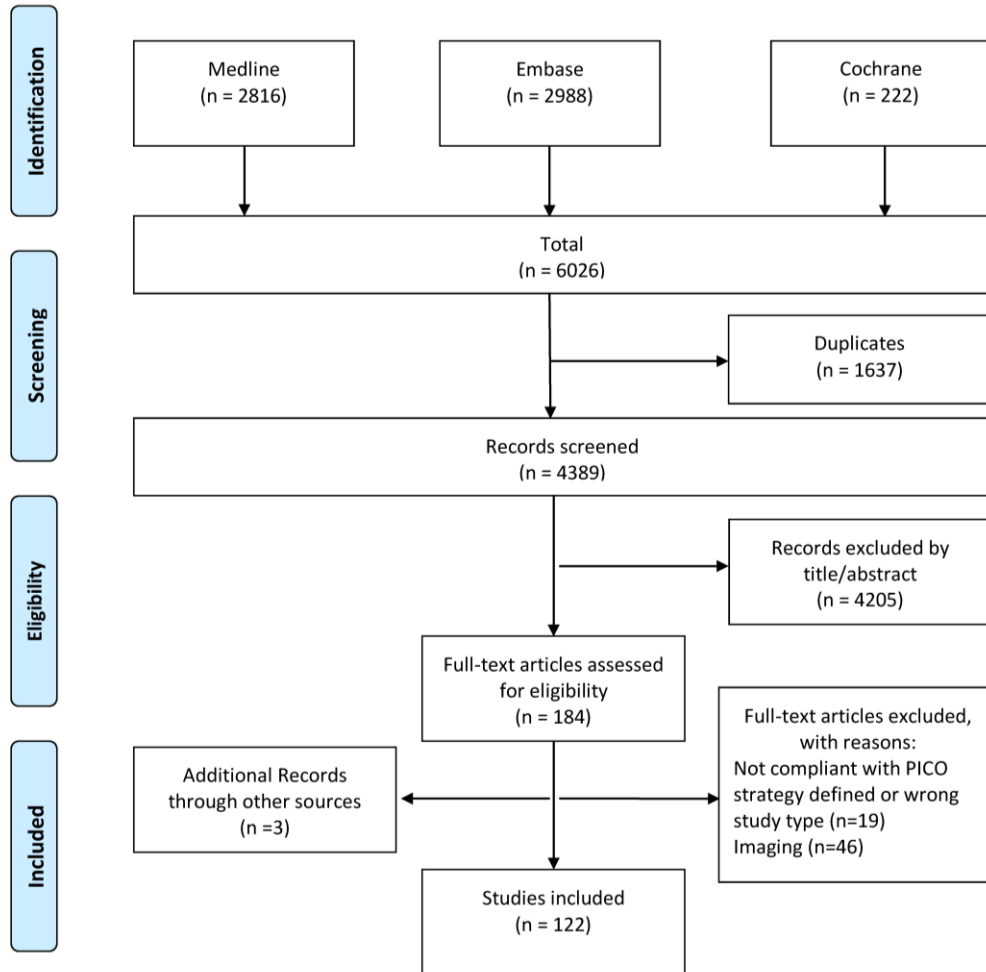 Identification
Medline
(n = 2816)
Embase
(n = 2988)
Cochrane
(n = 222)
Total
(n = 6026)
Screening
Duplicates
(n = 1637)
Records screened
(n = 4389)
Eligibility
Records excluded by
title/abstract
(n = 4205)
Full-text articles assessed
for eligibility
(n = 184)
Included
Additional Records
through other sources
(n =3)
Full-text articles excluded,
with reasons:
Not compliant with PICO
strategy defined or wrong
study type (n=19)
Imaging (n=46)
Studies included
(n = 122)